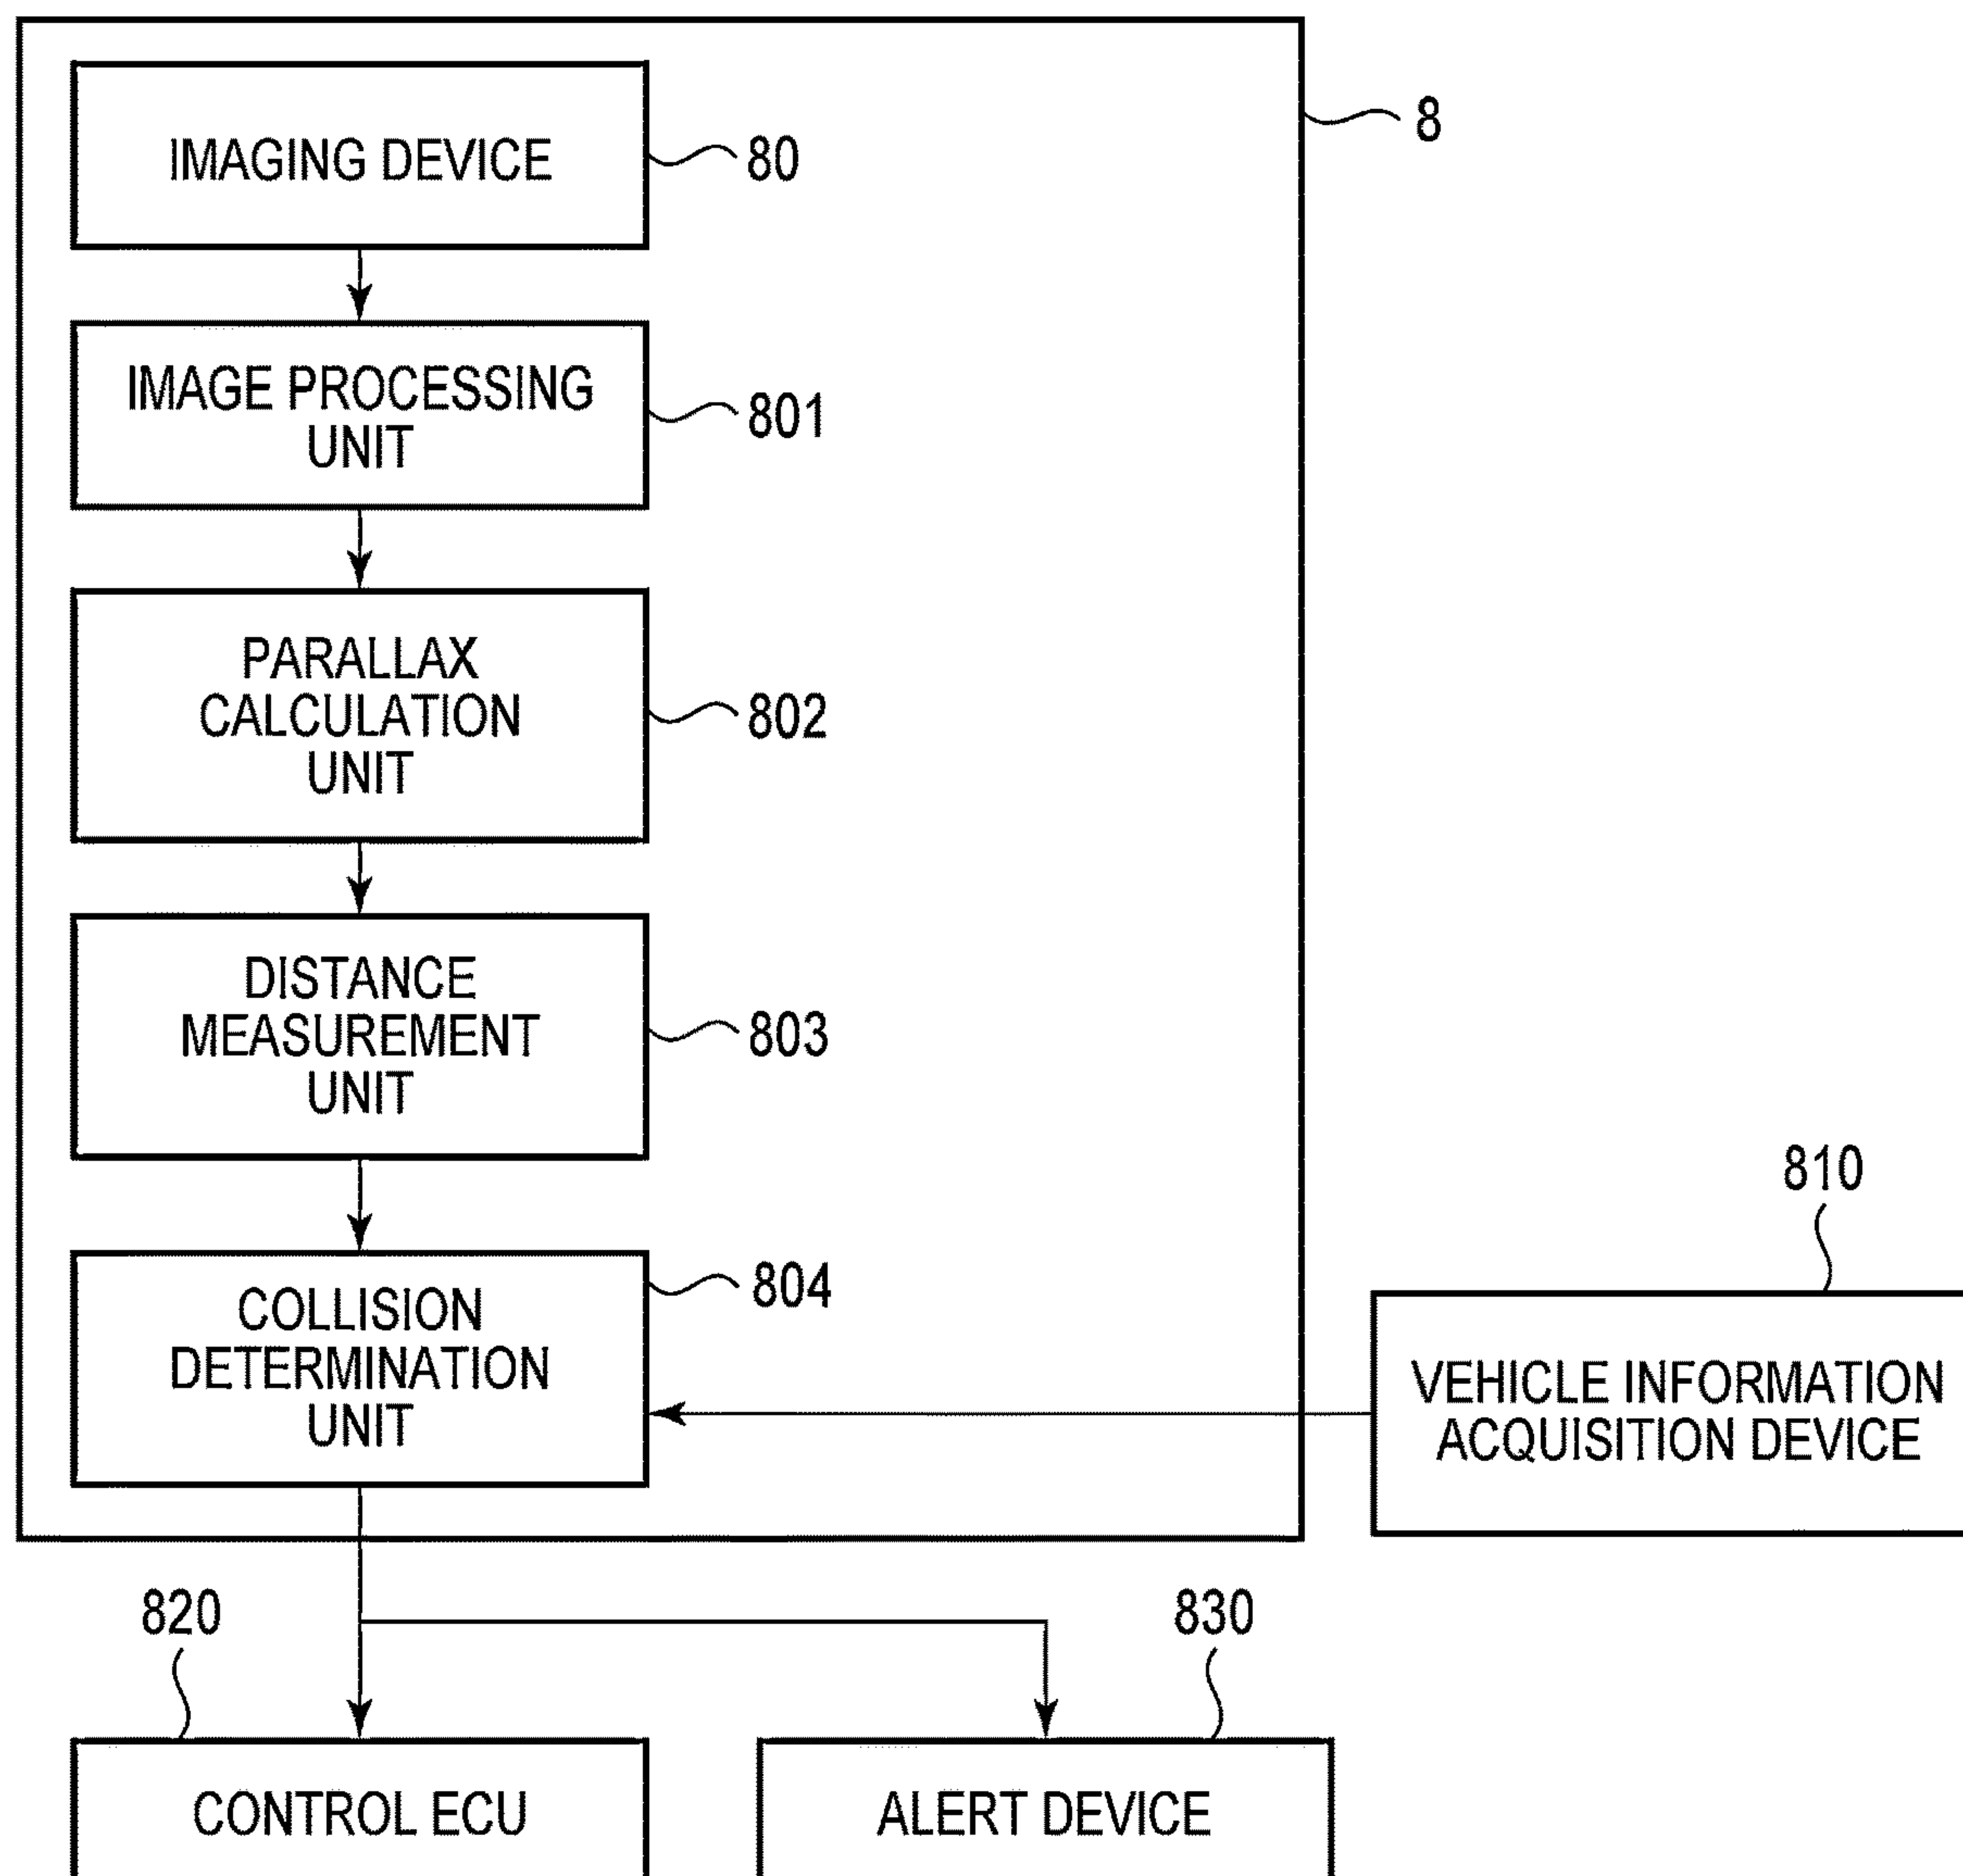 8
IMAGING DEVICE
80
IMAGE PROCESSING
UNIT
801
PARALLAX
CALCULATION
UNIT
802
DISTANCE
MEASUREMENT
UNIT
803
COLLISION
DETERMINATION
UNIT
804
810
VEHICLE INFORMATION
ACQUISITION DEVICE
820
CONTROL ECU
830
ALERT DEVICE